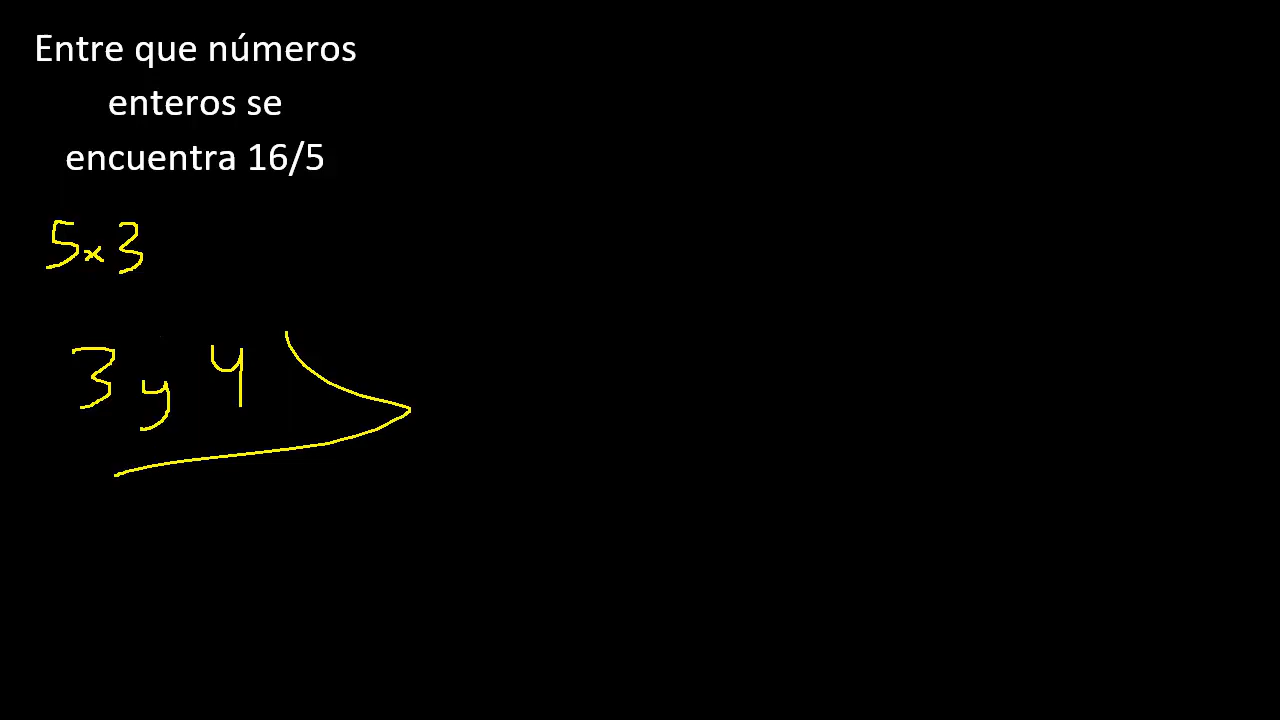 Entre que números
enteros se
encuentra 16/5
5x3
3 y 4